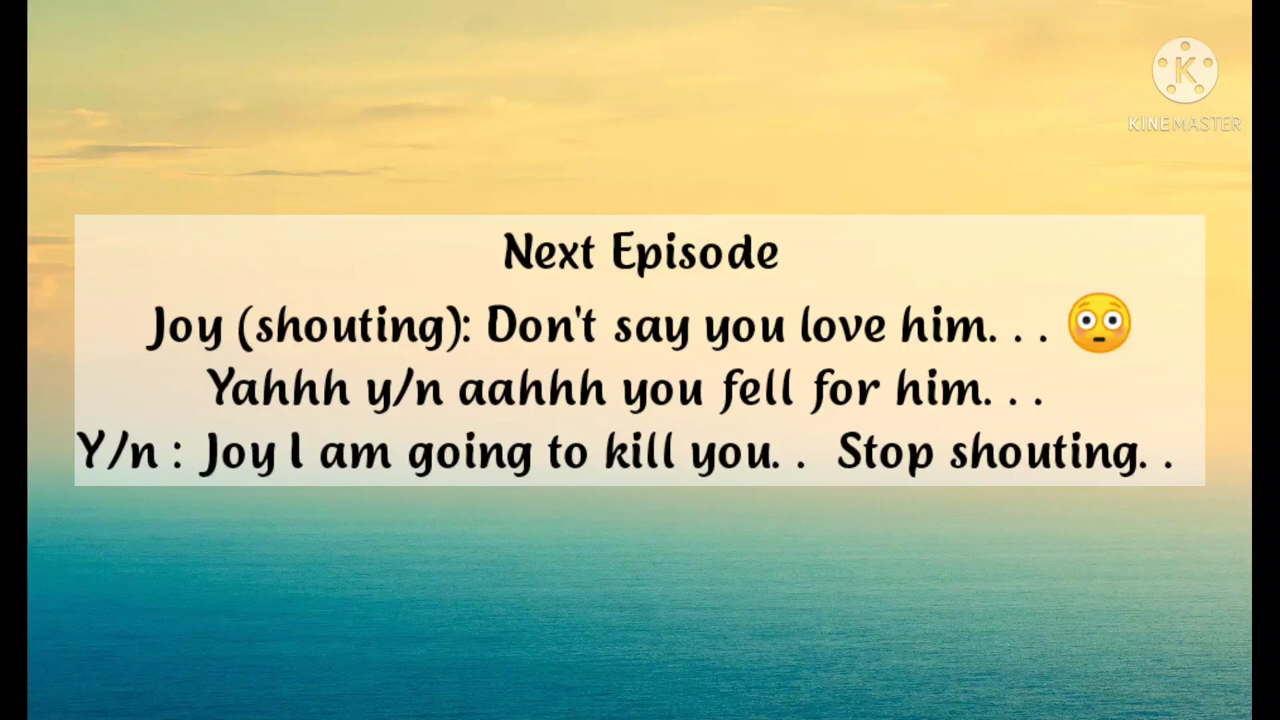 K
KINEMASTER
Next Episode
Joy (shouting): Don't say you love him. . . 😳
Yahhh y/n aahhh you fell for him. . .
Y/n : Joy I am going to kill you. .  Stop shouting. .